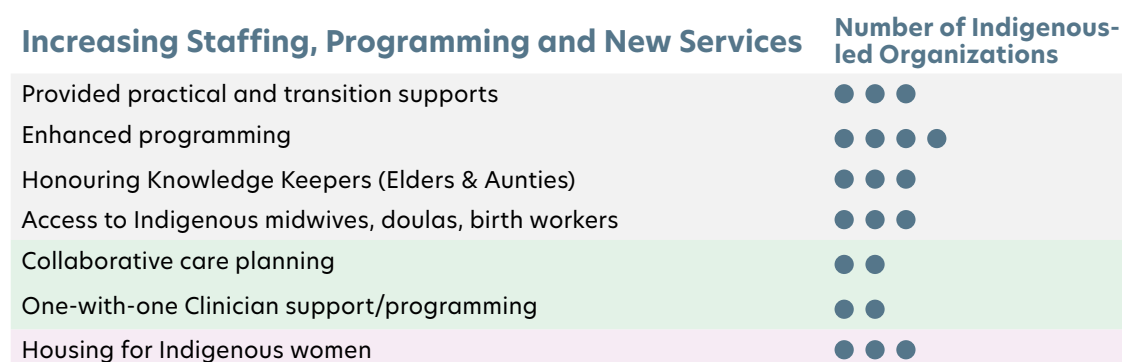 Increasing Staffing, Programming and New Services
Number of Indigenous-
led Organizations
Provided practical and transition supports
Enhanced programming
Honouring Knowledge Keepers (Elders & Aunties)
Access to Indigenous midwives, doulas, birth workers
Collaborative care planning
One-with-one Clinician support/programming
Housing for Indigenous women